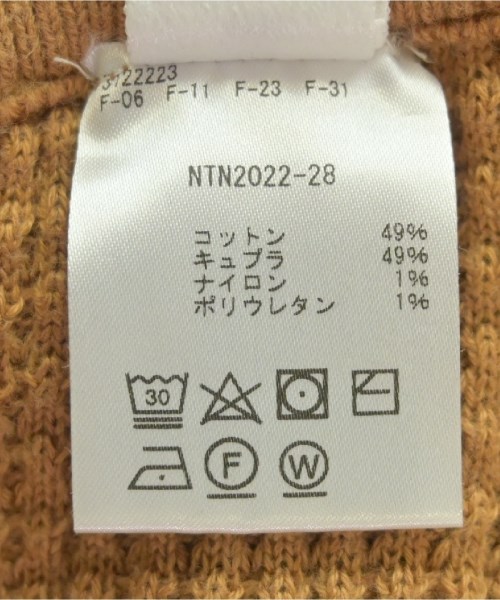 3122223
F-06 F-11 F-23 F-31
NTN2022-28
コットン 49%
キュプラ 49%
ナイロン 1%
ポリウレタン 1%
30
F W